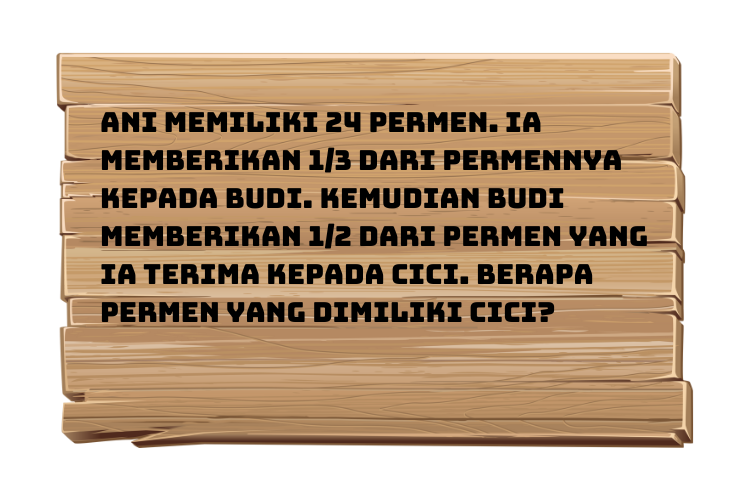 ANI MEMILIKI 24 PERMEN. IA
MEMBERIKAN 1/3 DARI PERMENNYA
KEPADA BUDI. KEMUDIAN BUDI
MEMBERIKAN 1/2 DARI PERMEN YANG
IA TERIMA KEPADA CICI. BERAPA
PERMEN YANG DIMILIKI CICI?